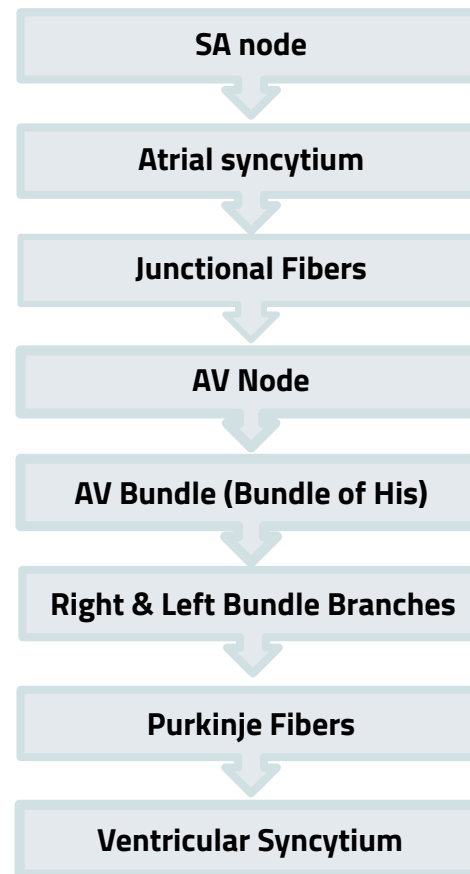 SA node
Atrial syncytium
Junctional Fibers
AV Node
AV Bundle (Bundle of His)
Right & Left Bundle Branches
Purkinje Fibers
Ventricular Syncytium